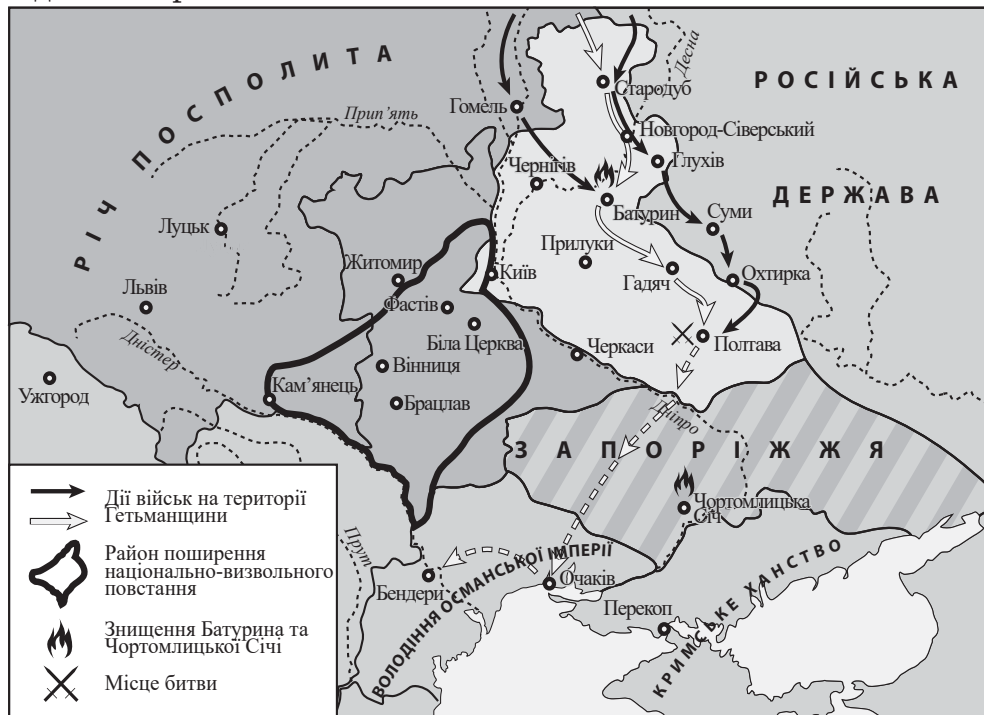 РІЧ ПОСПОЛИТА
РОСІЙСЬКА
ДЕРЖАВА
Десна
Стародуб
Гомель
Прип’ять
Новгород-Сіверський
Чернігів
Глухів
Батурин
Суми
Луцьк
Прилуки
Житомир
Київ
Гадяч
Охтирка
Львів
Фастів
Дністер
Біла Церква
Черкаси
Полтава
Вінниця
Ужгород
Кам’янець
Брацлав
Дніпро
ЗАПОРІЖЖЯ
Чортомлицька
Січ
Прут
Бендери
Очаків
ВОЛОДІННЯ ОСМАНСЬКОЇ ІМПЕРІЇ
Перекоп
КРИМСЬКЕ ХАНСТВО
Дії військ на території
Гетьманщини
Район поширення
національно-визвольного
повстання
Знищення Батурина та
Чортомлицької Січі
Місце битви